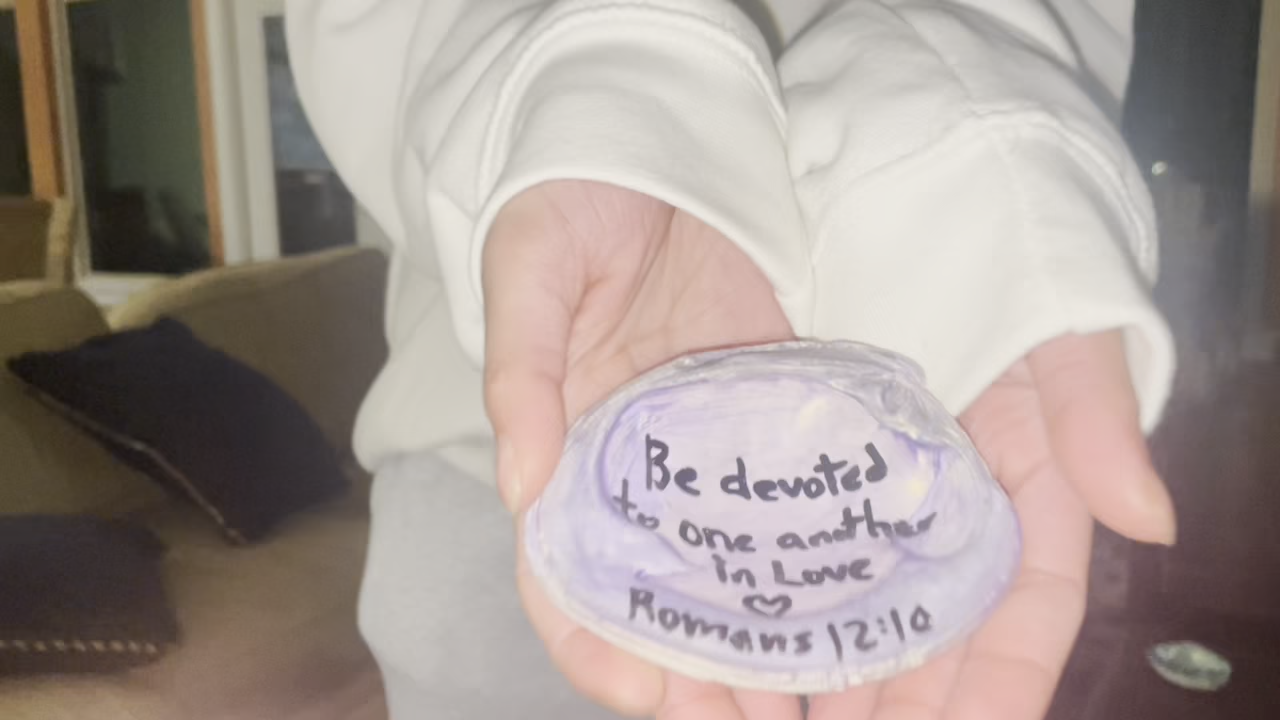 Be devoted
to one another
in Love
♡
Romans 12:10